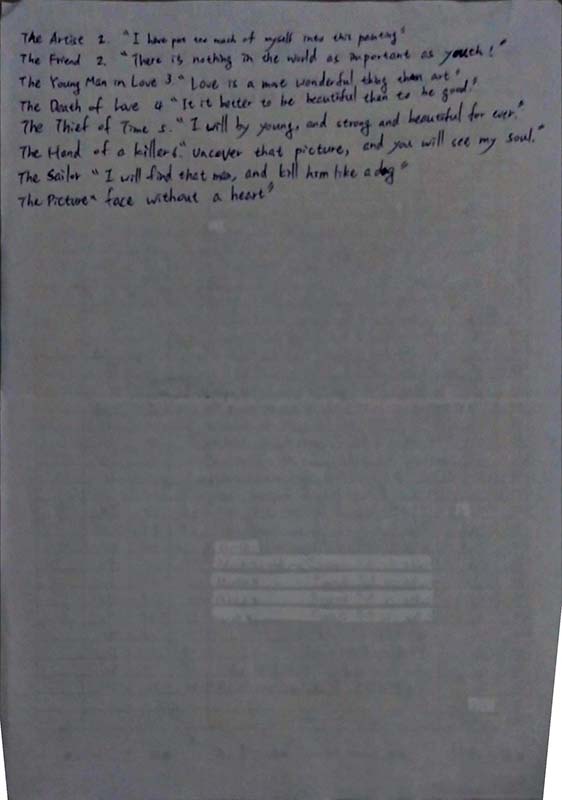 The Artist 2. "I have put too much of myself into this painting"
The Friend 2. "There is nothing in the world as important as youth!"
The Young Man in Love 3. "Love is a more wonderful thing than art"
The Death of Love 4 "It is better to be beautiful than to be good."
The Thief of Time 5. "I will by young, and strong and beautiful for ever."
The Hand of a killer 6. "Uncover that picture, and you will see my soul."
The Sailor "I will find that man, and kill him like a dog"
The Picture "face without a heart"